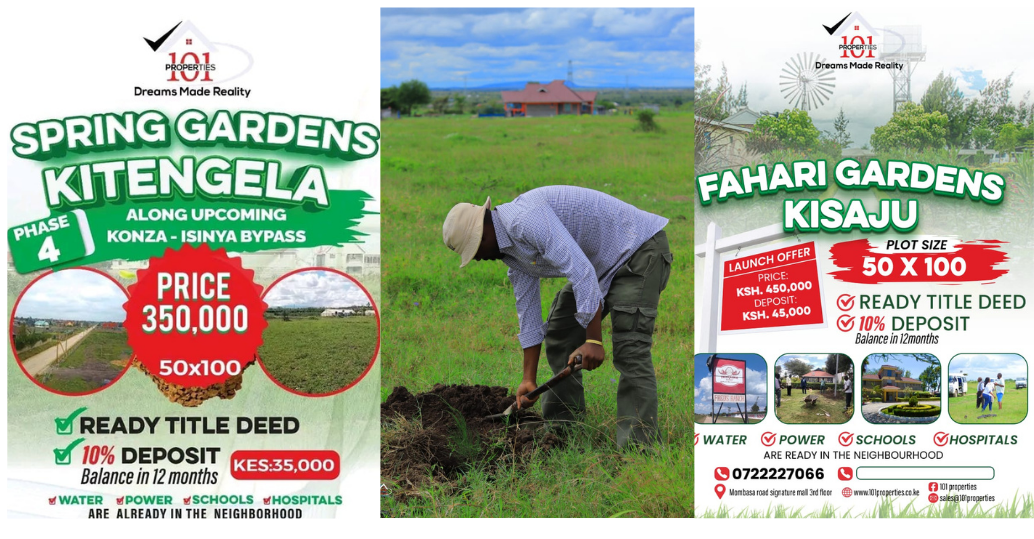 101
PROPERTIES
Dreams Made Reality
SPRING GARDENS
KITENGELA
PHASE
4
ALONG UPCOMING
KONZA - ISINYA BYPASS
PRICE
350,000
50x100
READY TITLE DEED
10% DEPOSIT
Balance in 12 months
KES:35,000
WATER POWER SCHOOLS HOSPITALS
ARE ALREADY IN THE NEIGHBORHOOD
101
PROPERTIES
Dreams Made Reality
FAHARI GARDENS
KISAJU
LAUNCH OFFER
PRICE:
KSH. 450,000
DEPOSIT:
KSH. 45,000
PLOT SIZE
50 X 100
READY TITLE DEED
10% DEPOSIT
Balance in 12months
WATER POWER SCHOOLS HOSPITALS
ARE READY IN THE NEIGHBOURHOOD
0722227066
Mombasa road signature mall 3rd floor
www.101properties.co.ke
101 properties
sales@101properties